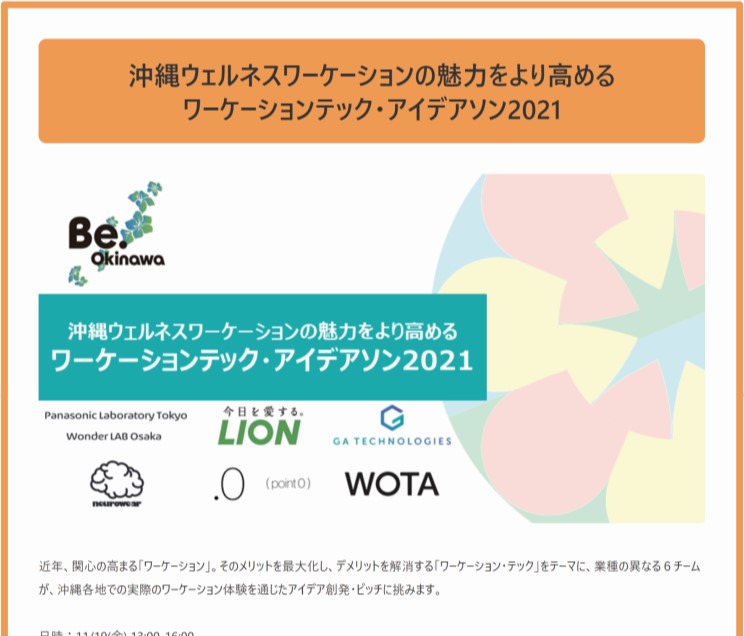 沖縄ウェルネスワーケーションの魅力をより高める
ワーケーションテック・アイデアソン2021
Be.
Okinawa
沖縄ウェルネスワーケーションの魅力をより高める
ワーケーションテック・アイデアソン2021
Panasonic Laboratory Tokyo
Wonder LAB Osaka
今日を愛する。
LION
GA TECHNOLOGIES
neurowear
.0 (point0)
WOTA
近年、関心の高まる「ワーケーション」。そのメリットを最大化し、デメリットを解消する「ワーケーション・テック」をテーマに、業種の異なる6チーム
が、沖縄各地での実際のワーケーション体験を通じたアイデア創発・ピッチに挑みます。
日時：11/19(金) 13:00-16:00